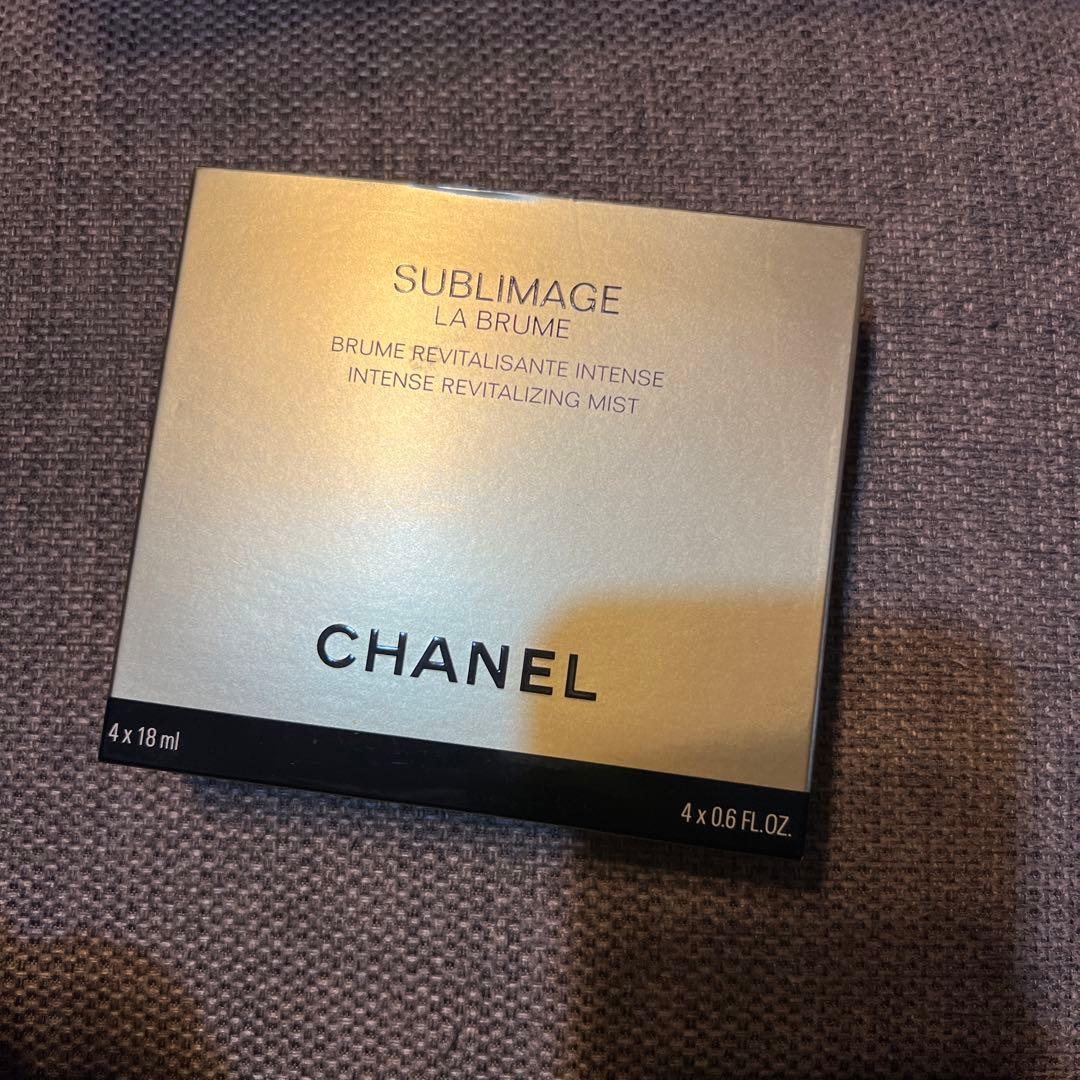 SUBLIMAGE
LA BRUME
BRUME REVITALISANTE INTENSE
INTENSE REVITALIZING MIST
CHANEL
4 x 18 ml
4 x 0.6 FL.OZ.